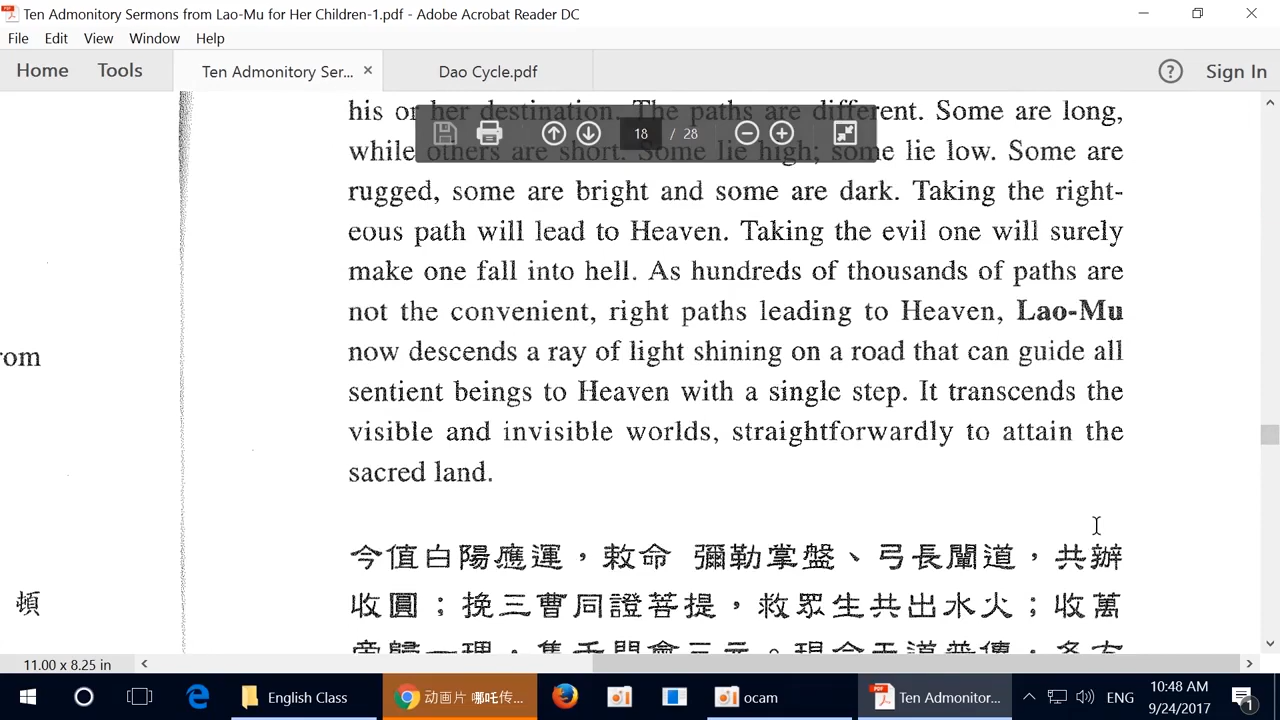 Ten Admonitory Sermons from Lao-Mu for Her Children-1.pdf - Adobe Acrobat Reader DC
File Edit View Window Help
Home Tools Ten Admonitory Ser... × Dao Cycle.pdf ? Sign In
his or her destination. The paths are different. Some are long,
18 / 28
while others are short. Some lie high; some lie low. Some are
rugged, some are bright and some are dark. Taking the right-
eous path will lead to Heaven. Taking the evil one will surely
make one fall into hell. As hundreds of thousands of paths are
not the convenient, right paths leading to Heaven, Lao-Mu
now descends a ray of light shining on a road that can guide all
rom
sentient beings to Heaven with a single step. It transcends the
visible and invisible worlds, straightforwardly to attain the
sacred land.
今值白陽應運,敕命 彌勒掌盤、弓長闡道,共辦
頓
收圓;挽三曹同證菩提,救眾生共出水火;收萬
11.00 x 8.25 in
English Class 动画片 哪吒传... ocam Ten Admonitor... ENG 10:48 AM
9/24/2017 1